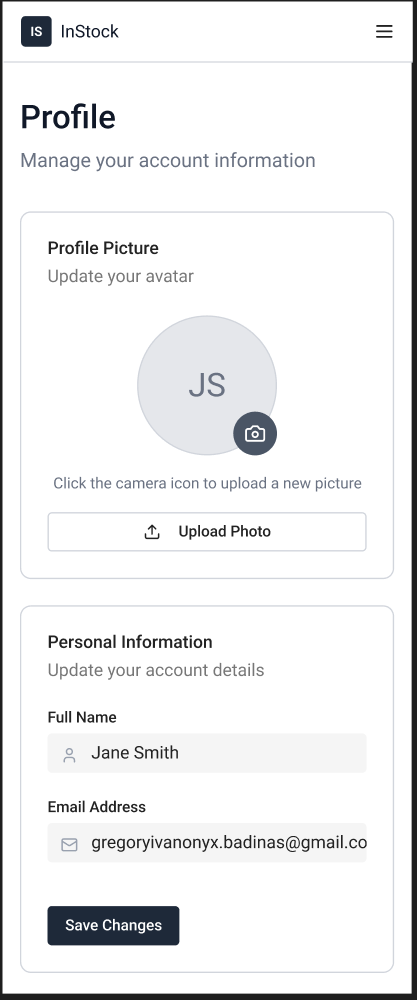 IS InStock
Profile
Manage your account information
Profile Picture
Update your avatar
JS
Click the camera icon to upload a new picture
Upload Photo
Personal Information
Update your account details
Full Name
Jane Smith
Email Address
gregoryivanonyx.badinas@gmail.co
Save Changes